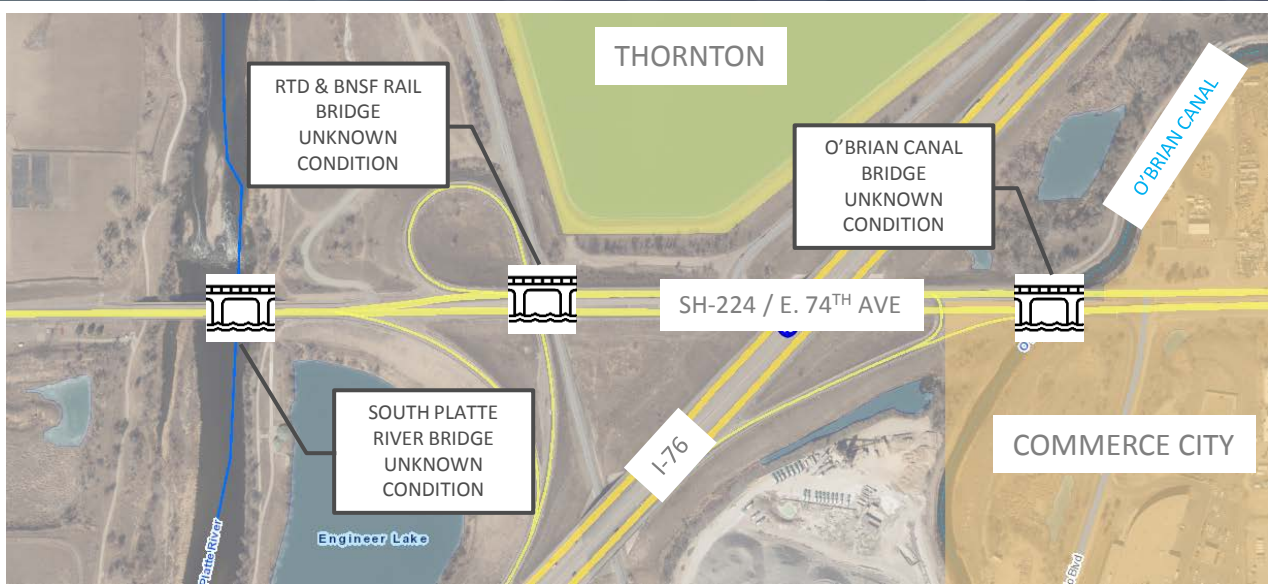 THORNTON
RTD & BNSF RAIL
BRIDGE
UNKNOWN
CONDITION
O'BRIAN CANAL
BRIDGE
UNKNOWN
CONDITION
O'BRIAN CANAL
SH-224 / E. 74TH AVE
SOUTH PLATTE
RIVER BRIDGE
UNKNOWN
CONDITION
I-76
COMMERCE CITY
Engineer Lake
Platte River
Blvd